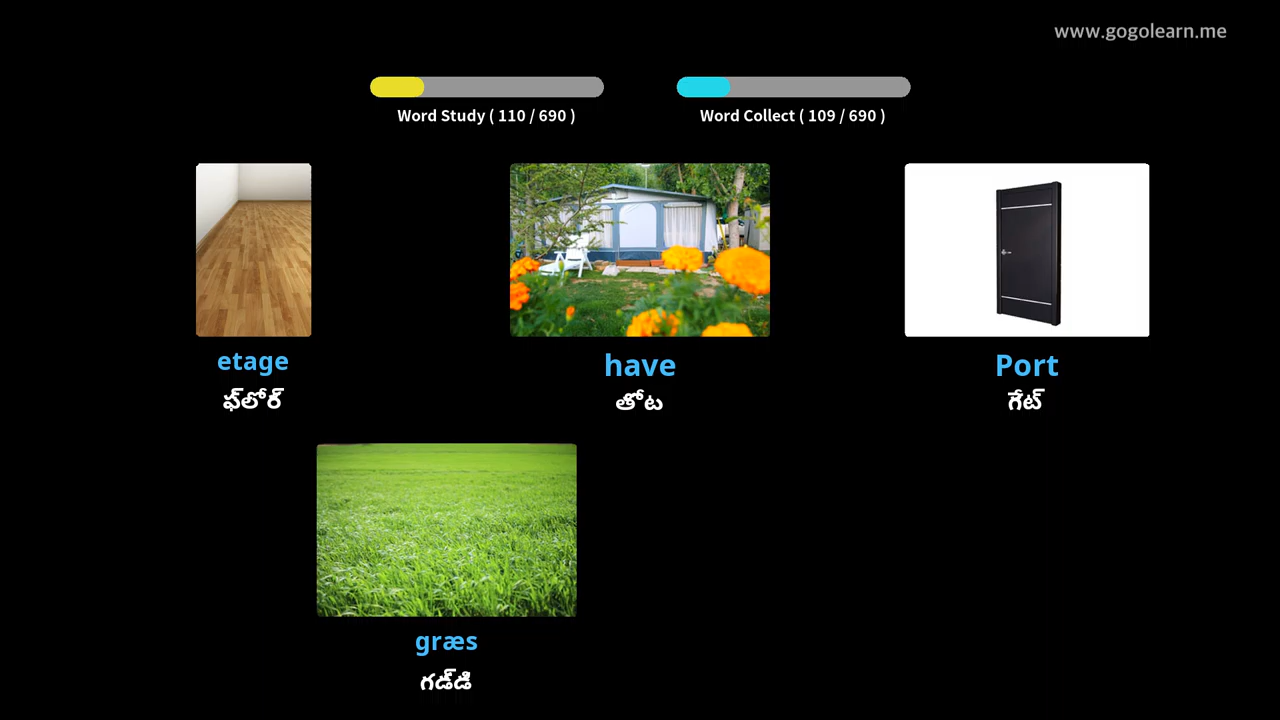 www.gogolearn.me
Word Study ( 110 / 690 )
Word Collect ( 109 / 690 )
etage
ఫ్‌లోర్
have
తోట
Port
గేట్
græs
గడ్‌డి